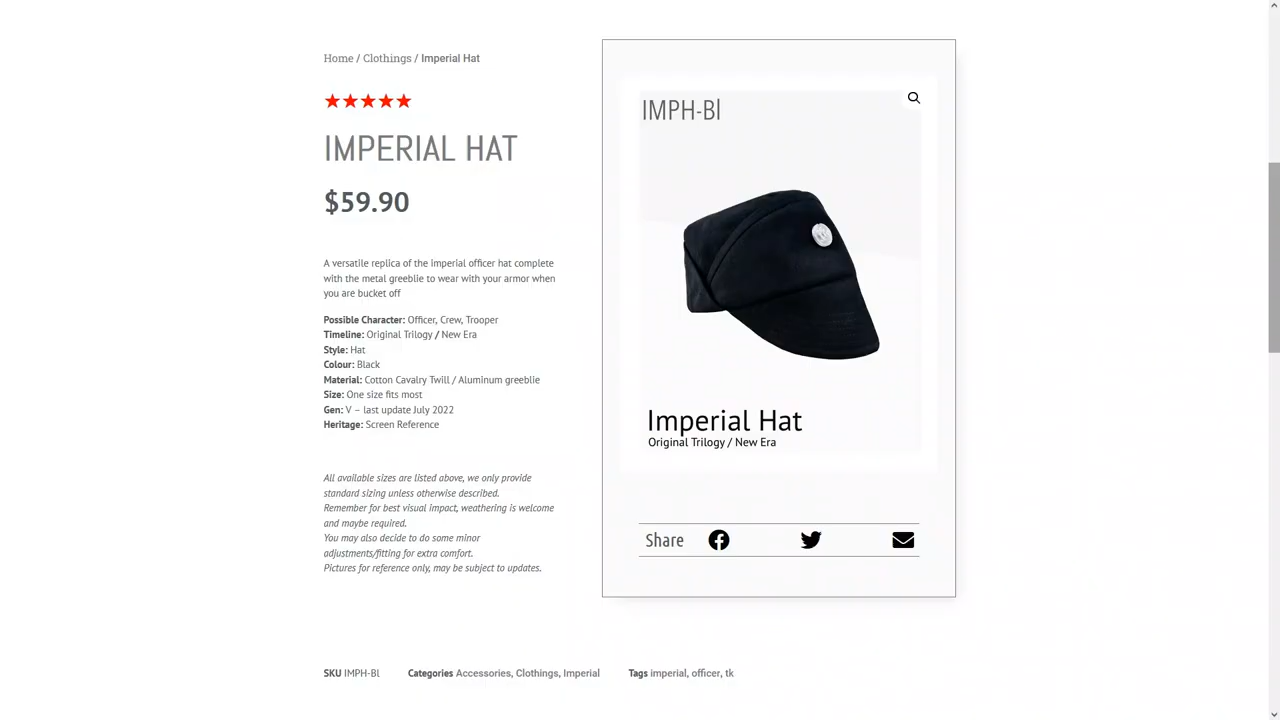 Home / Clothings / Imperial Hat
IMPERIAL HAT
$59.90
A versatile replica of the imperial officer hat complete
with the metal greeblie to wear with your armor when
you are bucket off
Possible Character: Officer, Crew, Trooper
Timeline: Original Trilogy / New Era
Style: Hat
Colour: Black
Material: Cotton Cavalry Twill / Aluminum greeblie
Size: One size fits most
Gen: V – last update July 2022
Heritage: Screen Reference
All available sizes are listed above, we only provide
standard sizing unless otherwise described.
Remember for best visual impact, weathering is welcome
and maybe required.
You may also decide to do some minor
adjustments/fitting for extra comfort.
Pictures for reference only, may be subject to updates.
IMPH-Bl
Imperial Hat
Original Trilogy / New Era
Share
SKU IMPH-Bl Categories Accessories, Clothings, Imperial Tags imperial, officer, tk